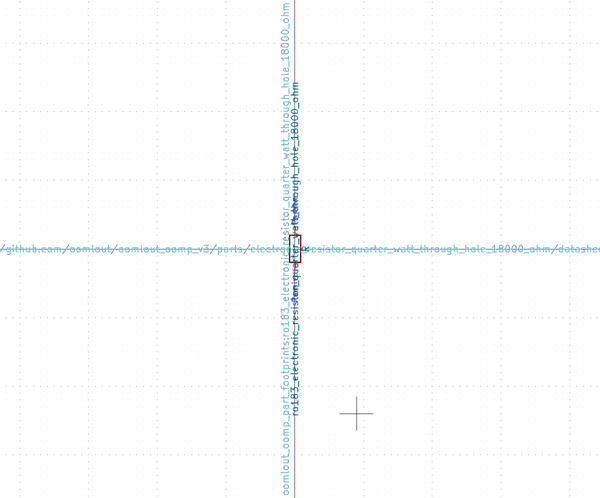 oomlout_oomp_part_footprints:ro183_electronic_resistor_quarter_watt_through_hole_18000_ohm
ro183_electronic_resistor_quarter_watt_through_hole_18000_ohm
/github.com/oomlout/oomlout_oomp_v3/parts/electronic_resistor_quarter_watt_through_hole_18000_ohm/datashe
R